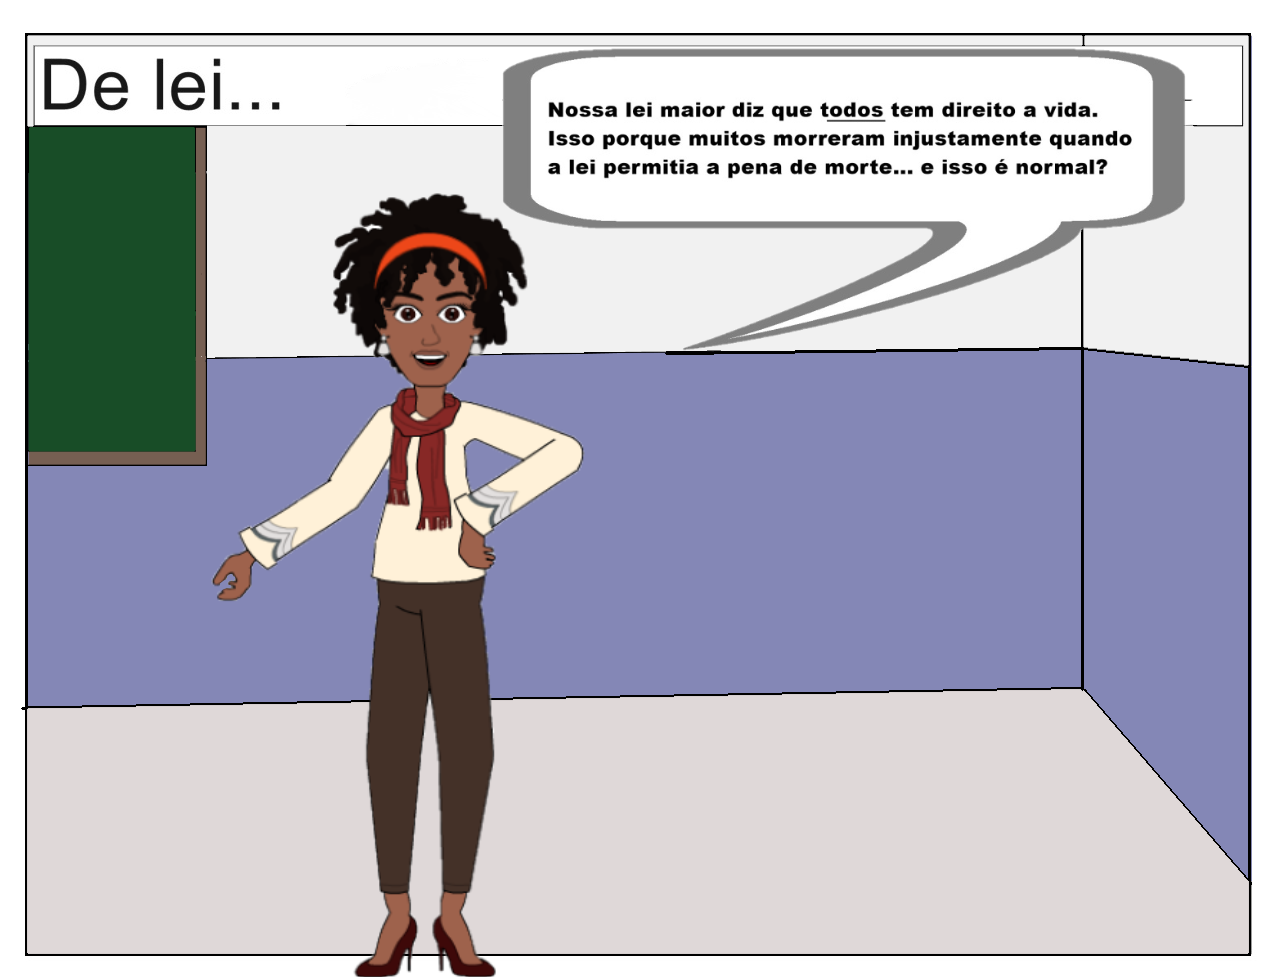 De lei...
Nossa lei maior diz que todos tem direito a vida.
Isso porque muitos morreram injustamente quando
a lei permitia a pena de morte... e isso é normal?